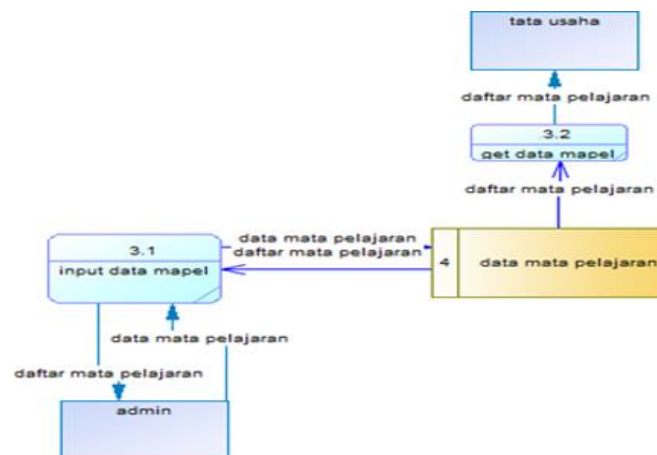 tata usaha
daftar mata pelajaran
3.2
get data mapel
daftar mata pelajaran
3.1
input data mapel
data mata pelajaran
daftar mata pelajaran
4
data mata pelajaran
data mata pelajaran
daftar mata pelajaran
admin